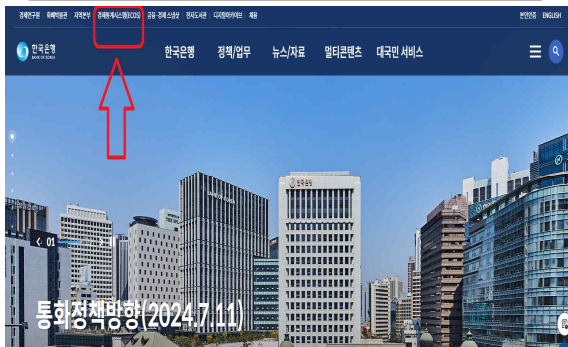 경제연구원 화폐박물관 지역본부 경제통계시스템(ECOS) 금융·경제 스냅샷 전자도서관 디지털아카이브 채용 본인인증 ENGLISH
한국은행 한국은행 정책/업무 뉴스/자료 멀티콘텐츠 대국민 서비스
BANK OF KOREA
한국은행
01
통화정책방향(2024.7.11)